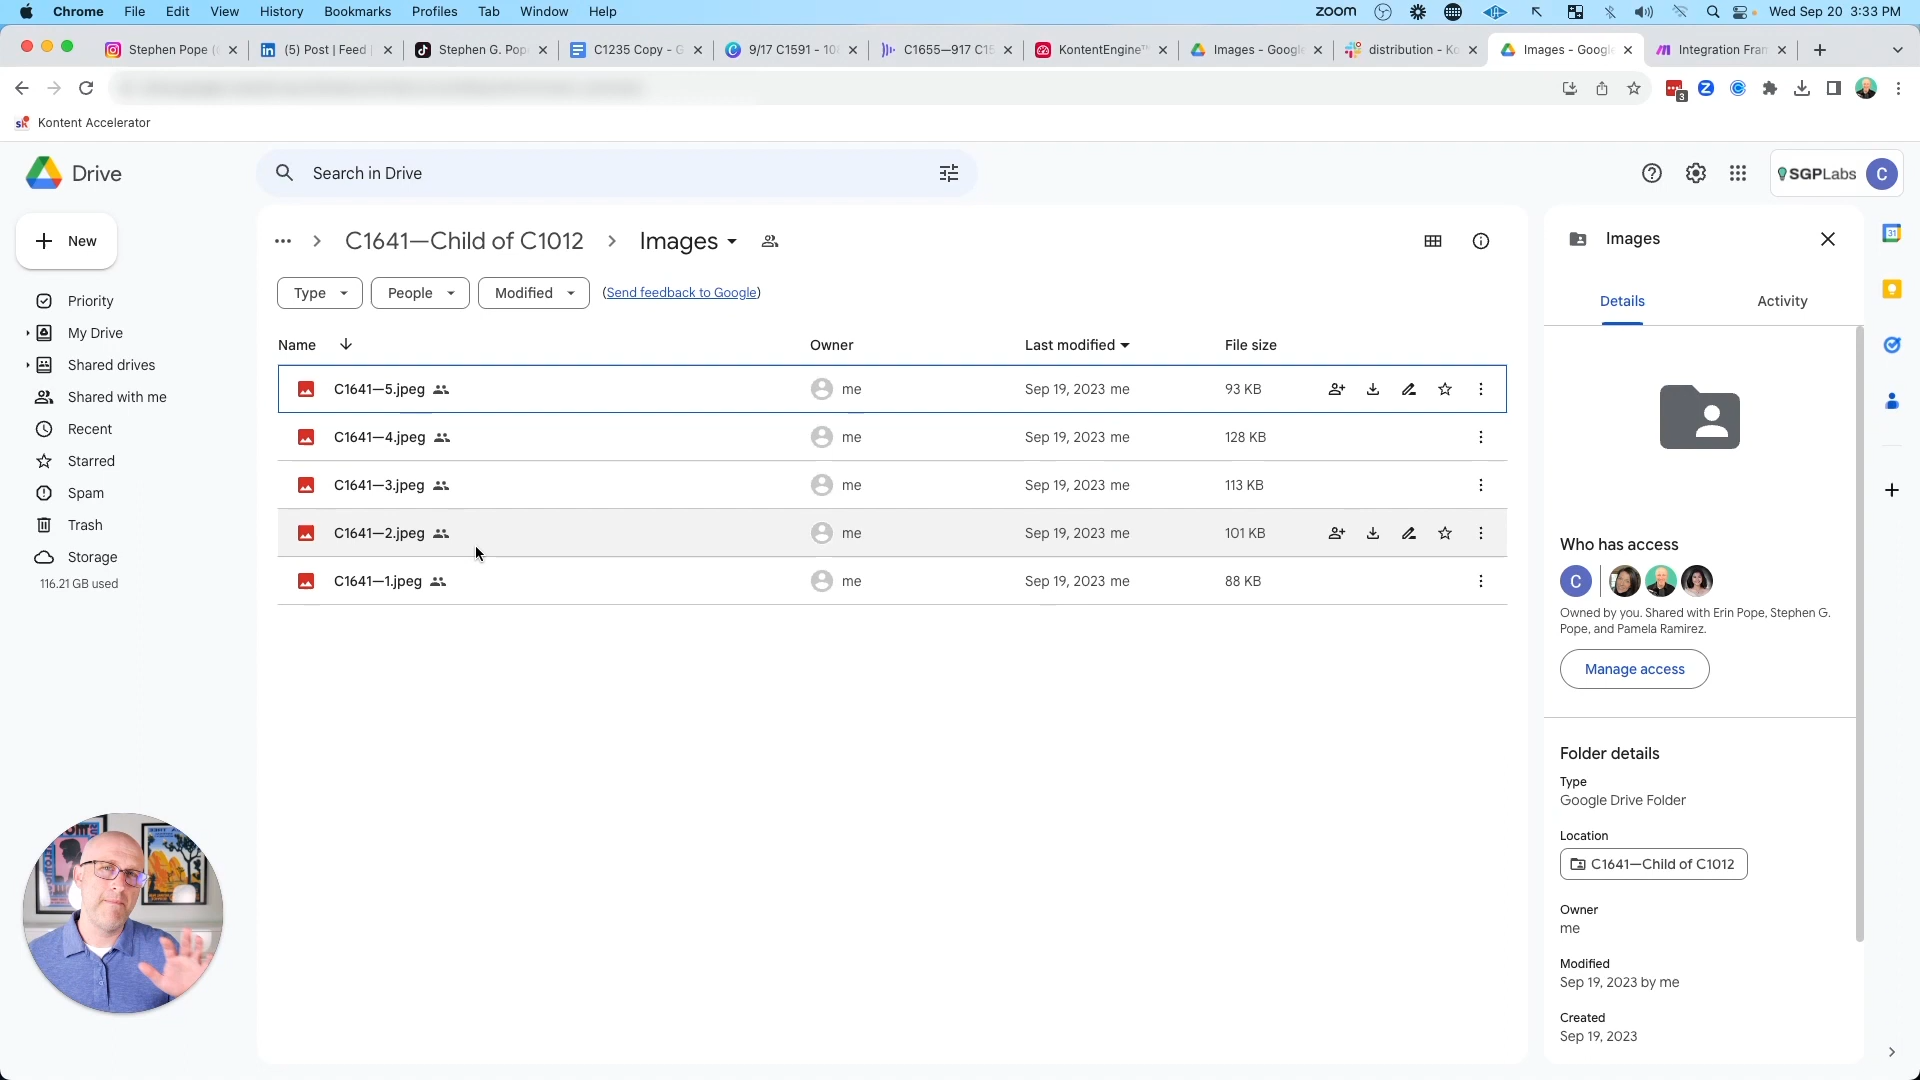 Chrome File Edit View History Bookmarks Profiles Tab Window Help
zoom
Wed Sep 20 3:33 PM
Stephen Pope (
(5) Post | Feed
Stephen G. Pop
C1235 Copy - G
9/17 C1591 - 10
C1655—917 C15
KontentEngine™
Images - Google
distribution - Ko
Images - Google
Integration Fran
3
Kontent Accelerator
Drive
Search in Drive
SGPLabs
C
New
C1641—Child of C1012
Images
Images
31
Type
People
Modified
(Send feedback to Google)
Priority
My Drive
Shared drives
Shared with me
Recent
Starred
Spam
Trash
Storage
116.21 GB used
Details
Activity
Name
Owner
Last modified
File size
C1641—5.jpeg me Sep 19, 2023 me 93 KB
C1641—4.jpeg me Sep 19, 2023 me 128 KB
C1641—3.jpeg me Sep 19, 2023 me 113 KB
C1641—2.jpeg me Sep 19, 2023 me 101 KB
C1641—1.jpeg me Sep 19, 2023 me 88 KB
Who has access
C
Owned by you. Shared with Erin Pope, Stephen G.
Pope, and Pamela Ramirez.
Manage access
Folder details
Type
Google Drive Folder
Location
C1641—Child of C1012
Owner
me
Modified
Sep 19, 2023 by me
Created
Sep 19, 2023